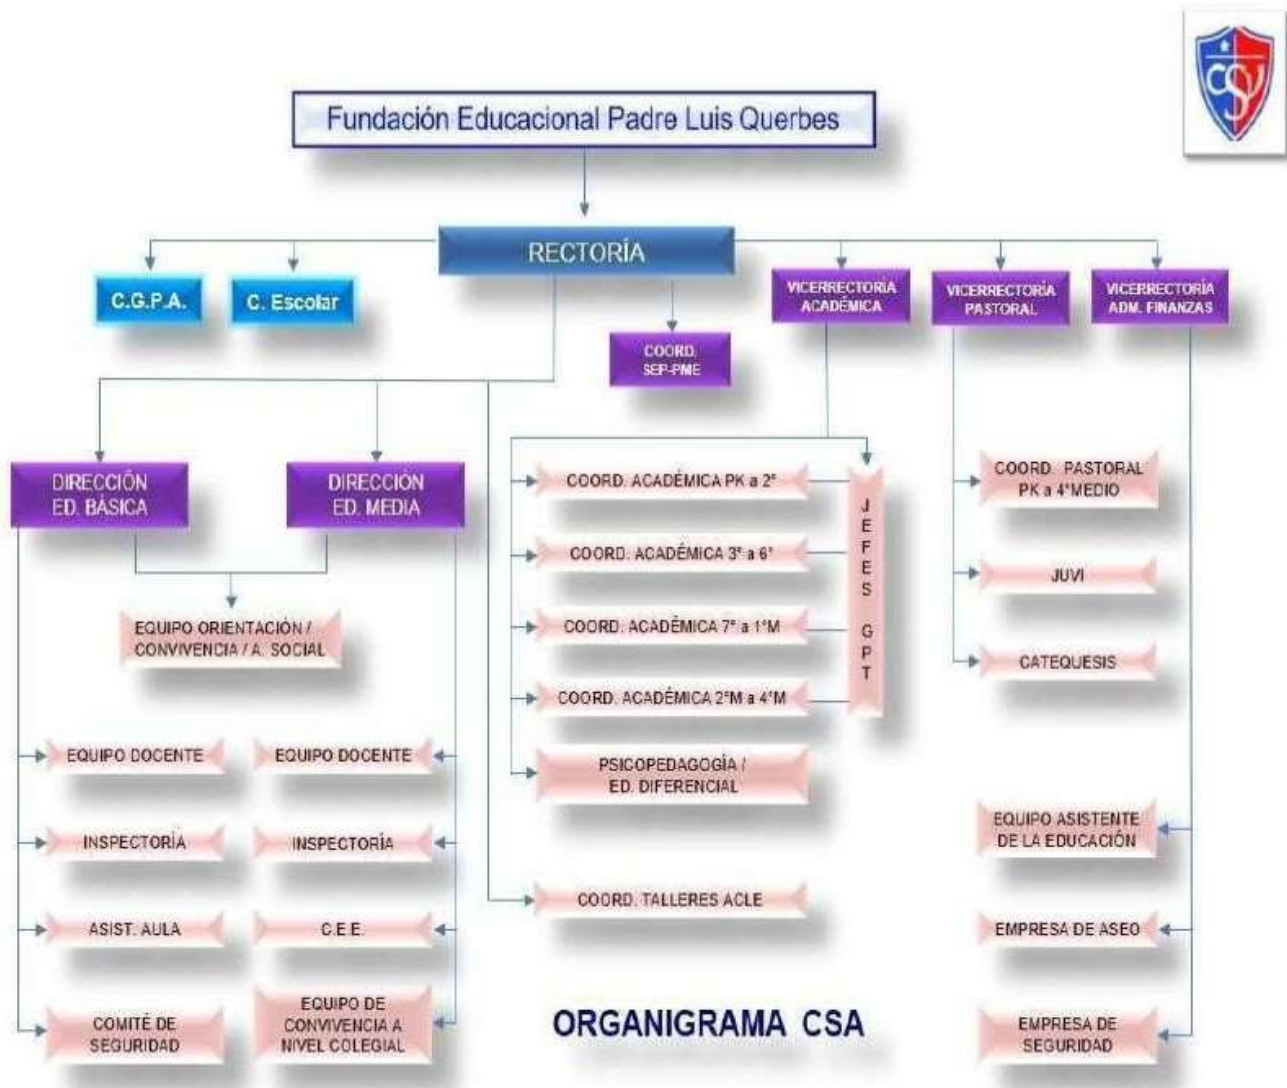 Fundación Educacional Padre Luis Querbes
CSV
RECTORÍA
C.G.P.A.
C. Escolar
VICERRECTORÍA
ACADÉMICA
VICERRECTORÍA
PASTORAL
VICERRECTORÍA
ADM. FINANZAS
COORD.
SEP-PME
DIRECCIÓN
ED. BÁSICA
DIRECCIÓN
ED. MEDIA
EQUIPO ORIENTACIÓN /
CONVIVENCIA / A. SOCIAL
EQUIPO DOCENTE
INSPECTORÍA
ASIST. AULA
COMITÉ DE
SEGURIDAD
EQUIPO DOCENTE
INSPECTORÍA
C.E.E.
EQUIPO DE
CONVIVENCIA A
NIVEL COLEGIAL
COORD. ACADÉMICA PK a 2°
COORD. ACADÉMICA 3° a 6°
COORD. ACADÉMICA 7° a 1°M
COORD. ACADÉMICA 2°M a 4°M
PSICOPEDAGOGÍA /
ED. DIFERENCIAL
JEFES GPT
COORD. TALLERES ACLE
COORD. PASTORAL
PK a 4°MEDIO
JUVI
CATEQUESIS
EQUIPO ASISTENTE
DE LA EDUCACIÓN
EMPRESA DE ASEO
EMPRESA DE
SEGURIDAD
ORGANIGRAMA CSA